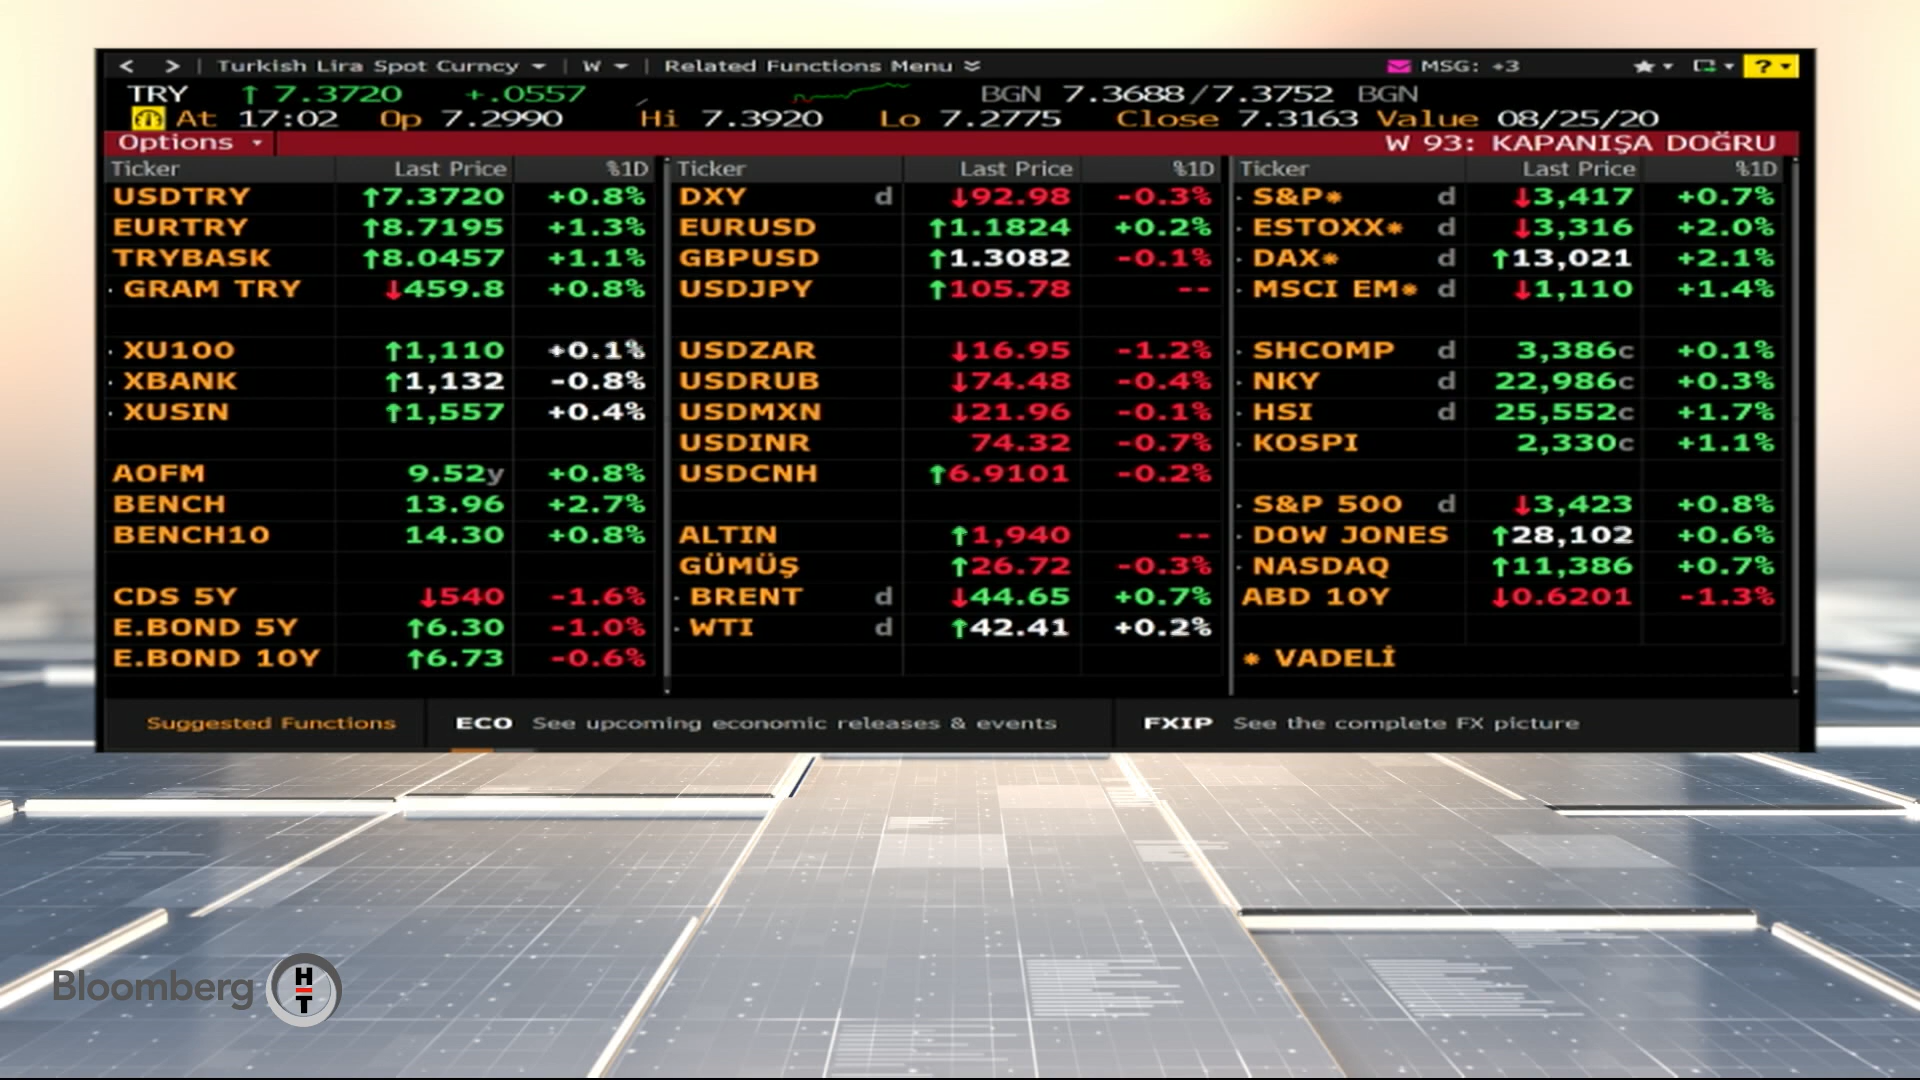 < > | Turkish Lira Spot Curncy | W | Related Functions Menu MSG: +3 ?
TRY ↑ 7.3720 +.0557 BGN 7.3688/7.3752 BGN
At 17:02 Op 7.2990 Hi 7.3920 Lo 7.2775 Close 7.3163 Value 08/25/20
Options W 93: KAPANIŞA DOĞRU
Ticker Last Price %1D Ticker Last Price %1D Ticker Last Price %1D
USDTRY ↑7.3720 +0.8% DXY d ↓92.98 -0.3% S&P* d ↓3,417 +0.7%
EURTRY ↑8.7195 +1.3% EURUSD ↑1.1824 +0.2% ESTOXX* d ↓3,316 +2.0%
TRYBASK ↑8.0457 +1.1% GBPUSD ↑1.3082 -0.1% DAX* d ↑13,021 +2.1%
GRAM TRY ↓459.8 +0.8% USDJPY ↑105.78 -- MSCI EM* d ↓1,110 +1.4%
XU100 ↑1,110 +0.1% USDZAR ↓16.95 -1.2% SHCOMP d 3,386c +0.1%
XBANK ↑1,132 -0.8% USDRUB ↓74.48 -0.4% NKY d 22,986c +0.3%
XUSIN ↑1,557 +0.4% USDMXN ↓21.96 -0.1% HSI d 25,552c +1.7%
USDINR 74.32 -0.7% KOSPI 2,330c +1.1%
AOFM 9.52y +0.8% USDCNH ↑6.9101 -0.2%
BENCH 13.96 +2.7% S&P 500 d ↓3,423 +0.8%
BENCH10 14.30 +0.8% ALTIN ↑1,940 -- DOW JONES ↑28,102 +0.6%
GÜMÜŞ ↑26.72 -0.3% NASDAQ ↑11,386 +0.7%
CDS 5Y ↓540 -1.6% BRENT d ↓44.65 +0.7% ABD 10Y ↓0.6201 -1.3%
E.BOND 5Y ↑6.30 -1.0% WTI d ↑42.41 +0.2%
E.BOND 10Y ↑6.73 -0.6% * VADELİ
Suggested Functions ECO See upcoming economic releases & events FXIP See the complete FX picture
Bloomberg HT